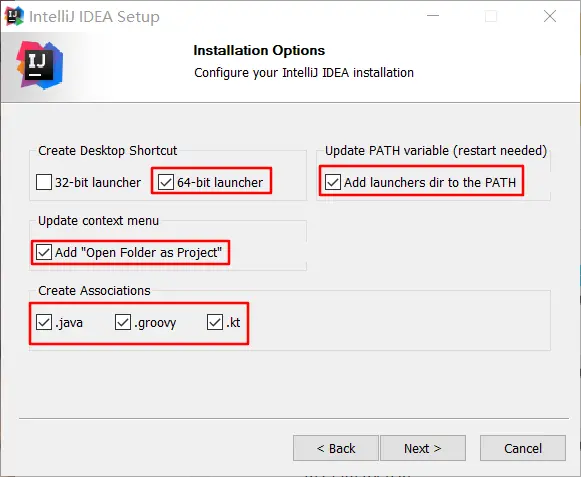 IntelliJ IDEA Setup
IJ
Installation Options
Configure your IntelliJ IDEA installation
Create Desktop Shortcut
32-bit launcher
64-bit launcher
Update PATH variable (restart needed)
Add launchers dir to the PATH
Update context menu
Add "Open Folder as Project"
Create Associations
.java
.groovy
.kt
< Back
Next >
Cancel